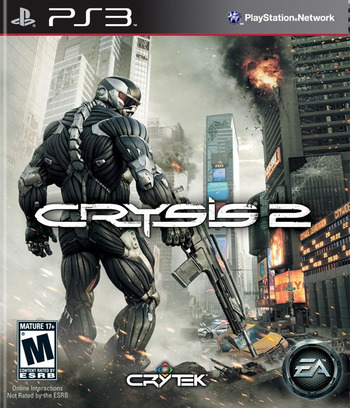 PS3
PlayStation®Network
CRYSIS 2
MATURE 17+
M
CONTENT RATED BY
ESRB
Online Interactions
Not Rated by the ESRB
CRYTEK
EA